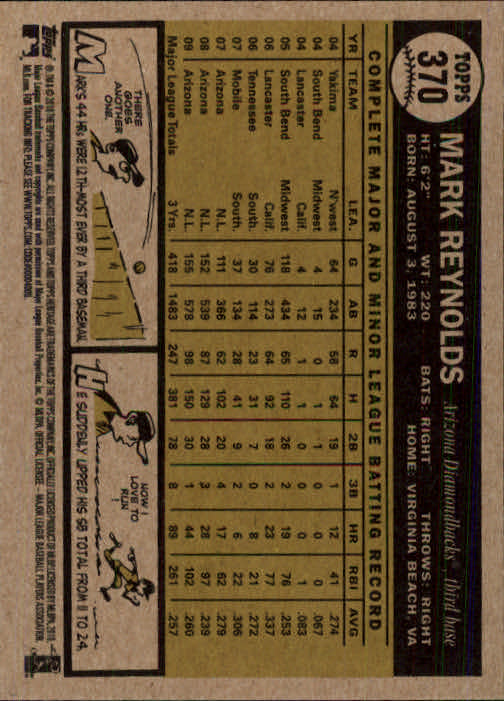 TOPPS
370
MARK REYNOLDS Arizona Diamondbacks®, third base
HT: 6'2" WT: 220 BATS: RIGHT THROWS: RIGHT
BORN: AUGUST 3, 1983 HOME: VIRGINIA BEACH, VA
COMPLETE MAJOR AND MINOR LEAGUE BATTING RECORD
YR TEAM LEA. G AB R H 2B 3B HR RBI AVG
04 Yakima N'west 64 234 58 64 19 1 12 41 .274
04 South Bend Midwest 4 15 0 1 0 0 0 0 .067
04 Lancaster Calif. 4 12 1 1 1 0 0 1 .083
05 South Bend Midwest 118 434 65 110 26 2 19 76 .253
06 Lancaster Calif. 76 273 64 92 18 2 23 77 .337
06 Tennessee South. 30 114 23 31 7 0 8 21 .272
07 Mobile South. 37 134 28 41 9 2 6 22 .306
07 Arizona N.L. 111 366 62 102 20 4 17 62 .279
08 Arizona N.L. 152 539 87 129 28 3 28 97 .239
09 Arizona N.L. 155 578 98 150 30 1 44 102 .260
Major League Totals 3 Yrs. 418 1483 247 381 78 8 89 261 .257
THERE
GOES
ANOTHER
ONE.
MARK'S 44 HRs WERE 12TH-MOST EVER BY A THIRD BASEMAN.
NOW I
LOVE TO
RUN!
HE SUDDENLY UPPED HIS SB TOTAL FROM 11 TO 24.